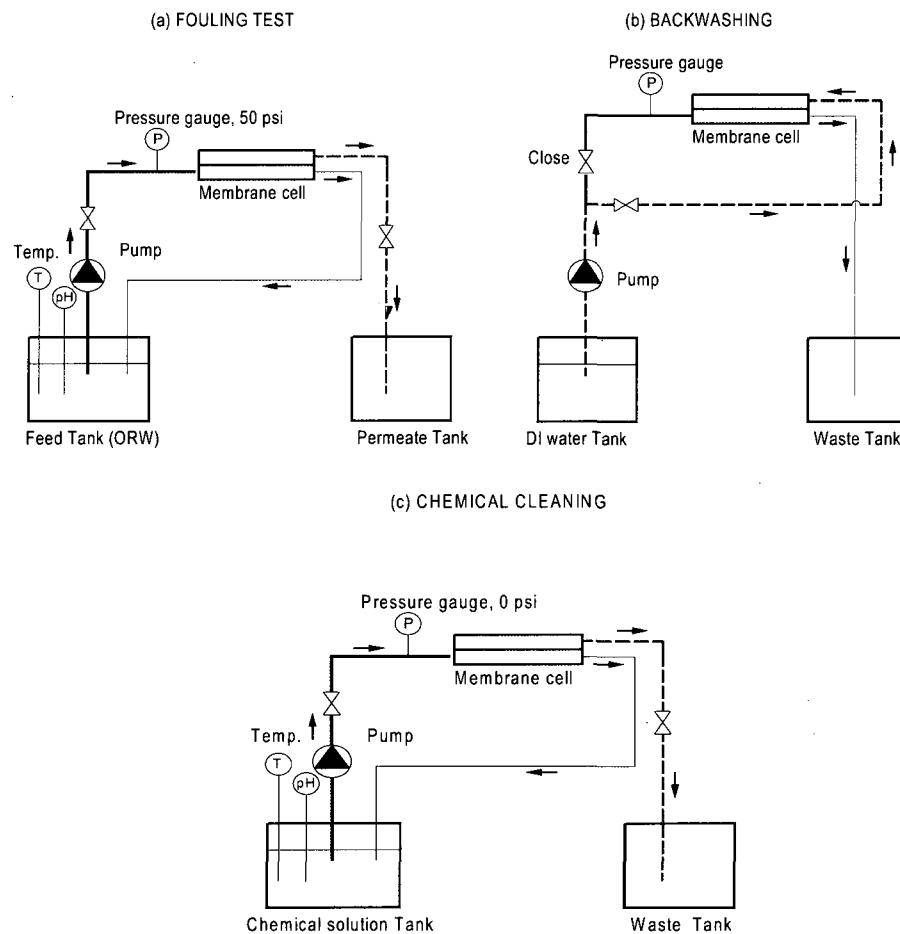 (a) FOULING TEST
Pressure gauge, 50 psi
P
Membrane cell
Temp.
Pump
T
pH
Feed Tank (ORW)
Permeate Tank
(b) BACKWASHING
Pressure gauge
P
Membrane cell
Close
Pump
DI water Tank
Waste Tank
(c) CHEMICAL CLEANING
Pressure gauge, 0 psi
P
Membrane cell
Temp.
Pump
T
pH
Chemical solution Tank
Waste Tank